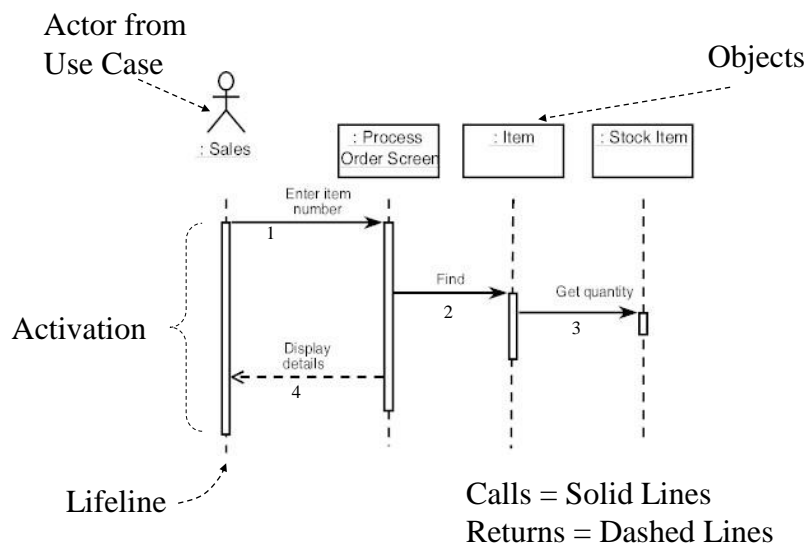 Actor from
Use Case
Objects
: Sales
: Process
Order Screen
: Item
: Stock Item
Enter item
number
1
Find
2
Get quantity
3
Activation
Display
details
4
Lifeline
Calls = Solid Lines
Returns = Dashed Lines